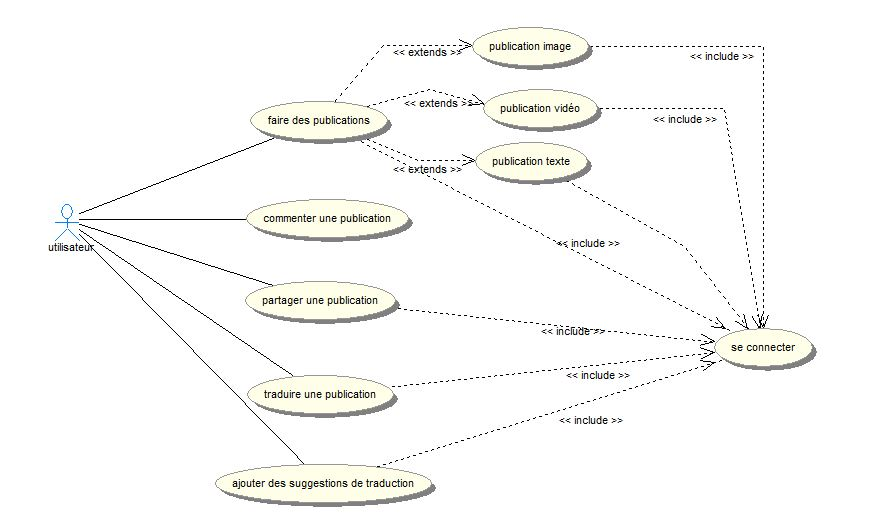 publication image
<< extends >>
<< include >>
publication vidéo
<< extends >>
faire des publications
<< include >>
publication texte
<< extends >>
commenter une publication
utilisateur
<< include >>
partager une publication
<< include >>
se connecter
<< include >>
traduire une publication
<< include >>
ajouter des suggestions de traduction